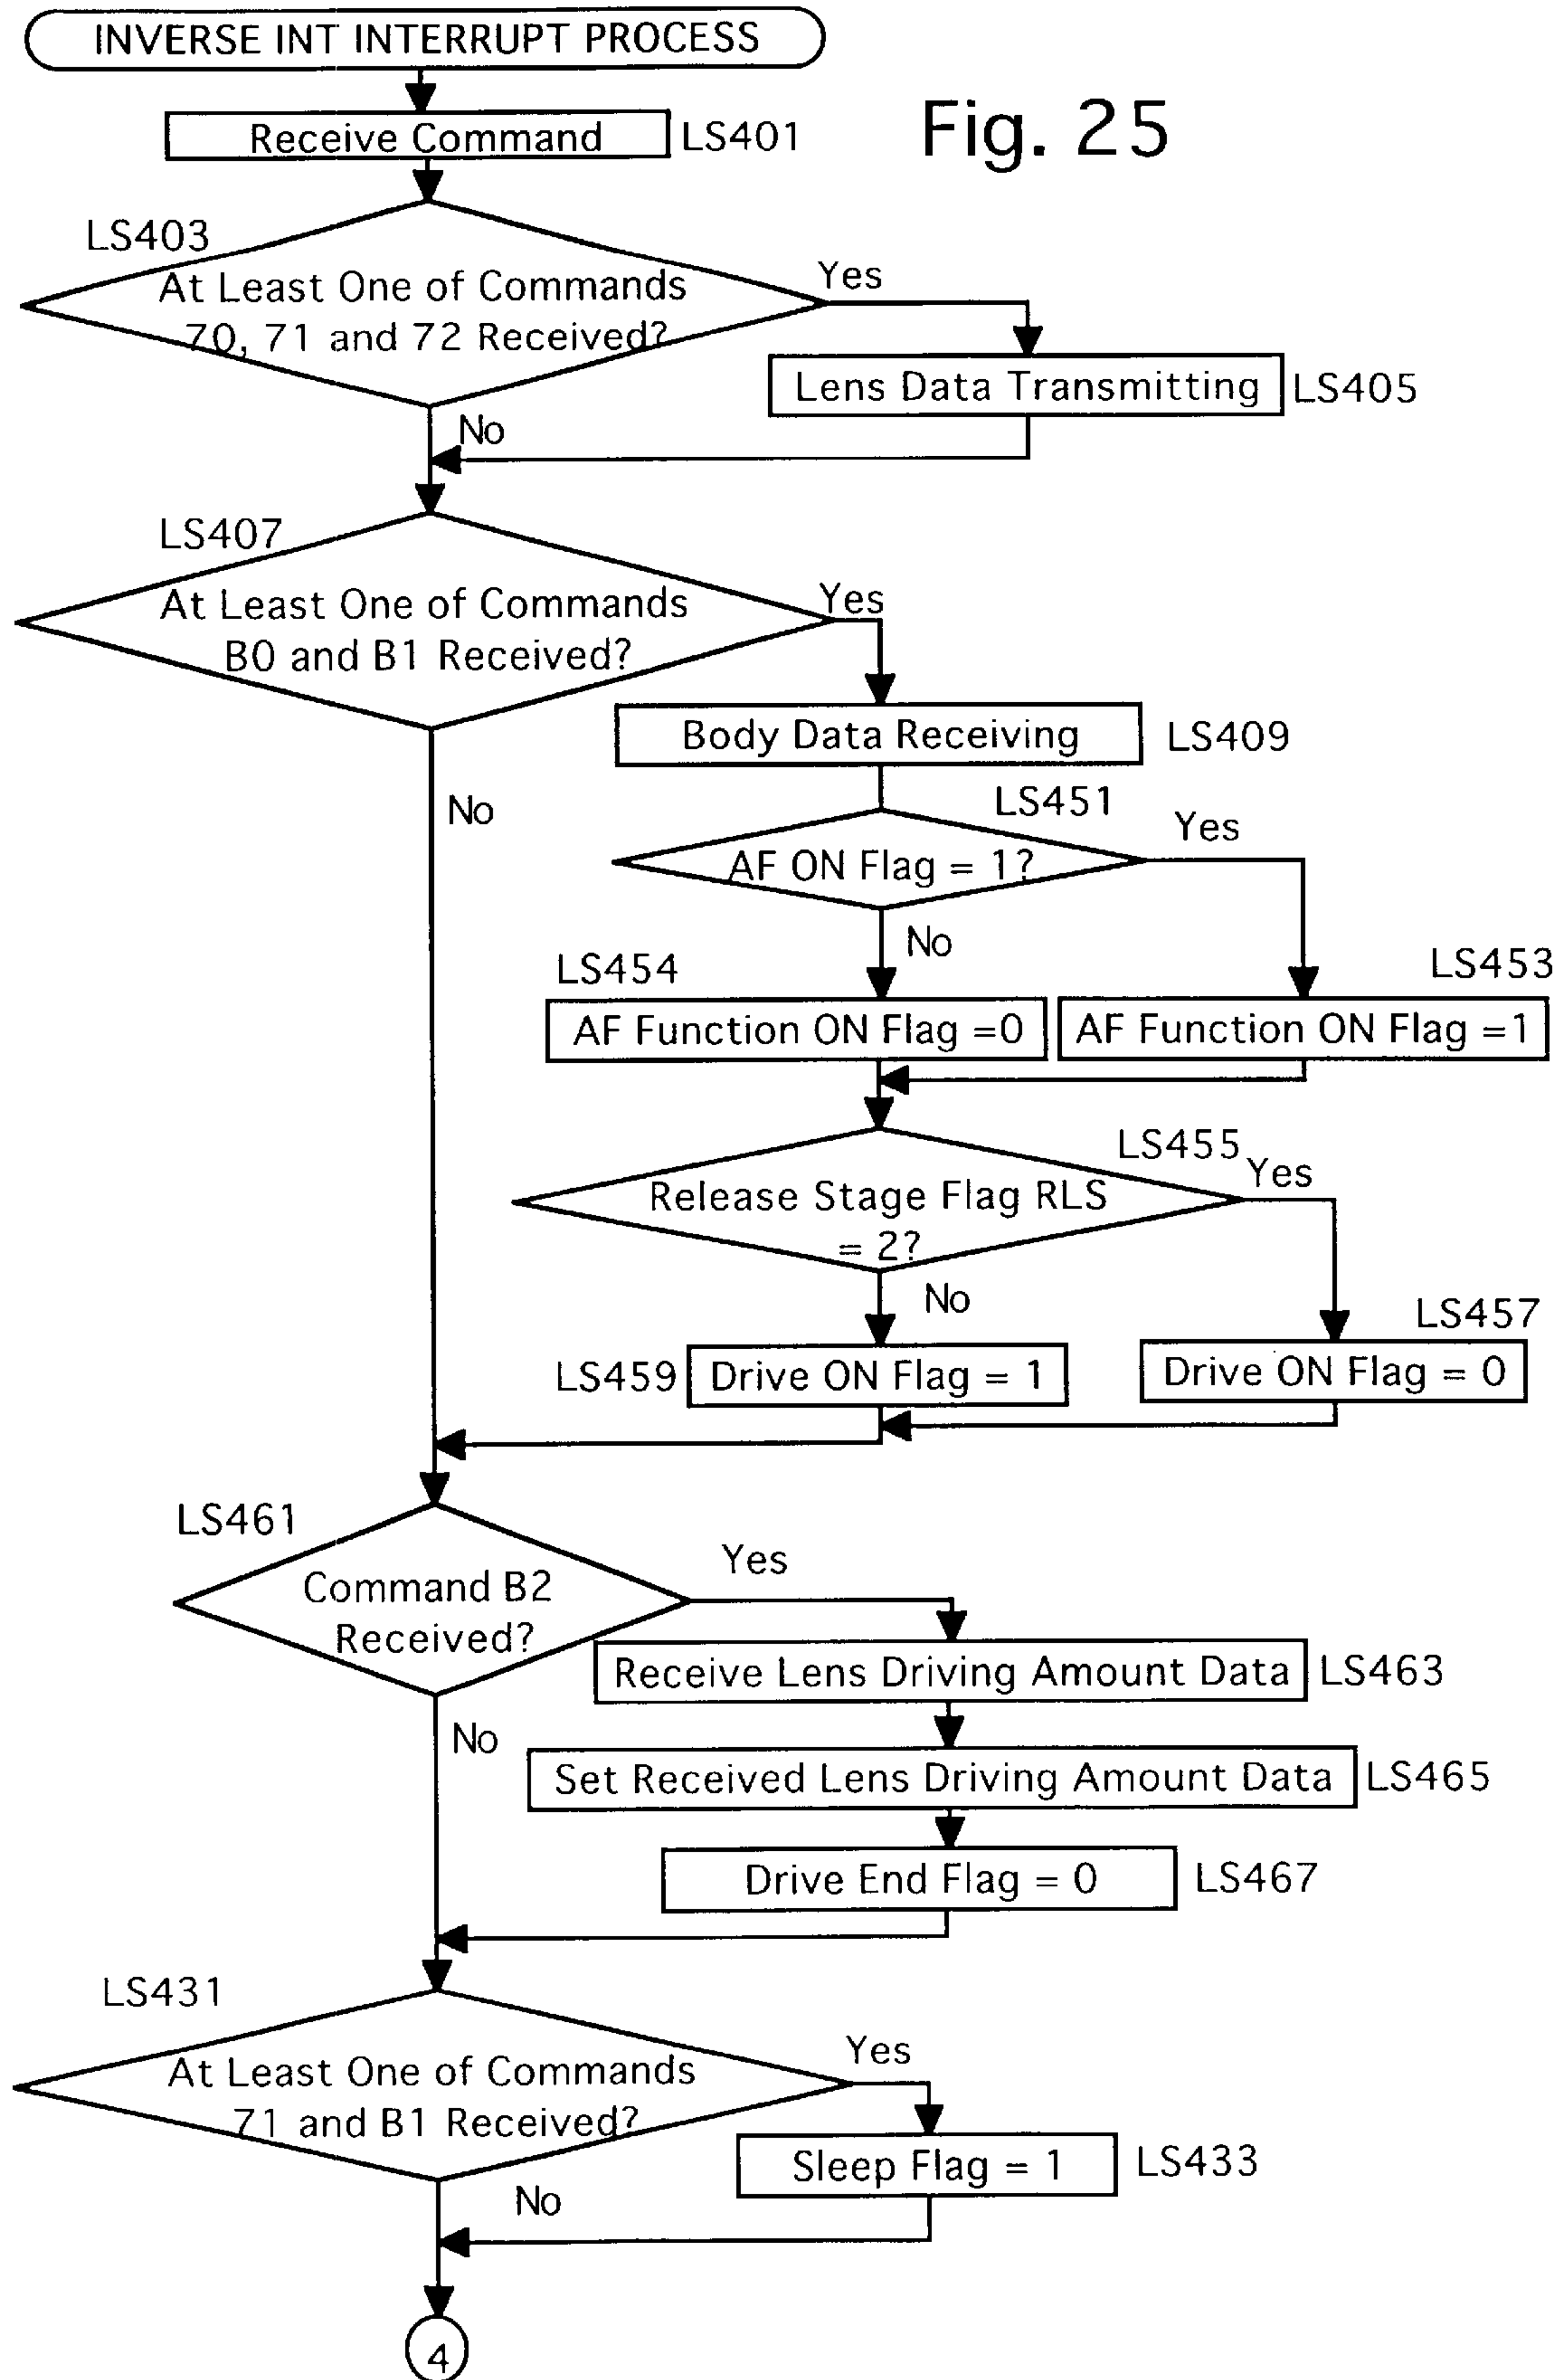 INVERSE INT INTERRUPT PROCESS
Fig. 25
Receive Command
LS401
LS403
At Least One of Commands
70, 71 and 72 Received?
Yes
Lens Data Transmitting
LS405
No
LS407
At Least One of Commands
B0 and B1 Received?
Yes
Body Data Receiving
LS409
No
LS451
AF ON Flag = 1?
Yes
No
LS454
LS453
AF Function ON Flag =0
AF Function ON Flag =1
LS455
Release Stage Flag RLS
= 2?
Yes
No
LS457
LS459
Drive ON Flag = 1
Drive ON Flag = 0
LS461
Command B2
Received?
Yes
Receive Lens Driving Amount Data
LS463
No
Set Received Lens Driving Amount Data
LS465
Drive End Flag = 0
LS467
LS431
At Least One of Commands
71 and B1 Received?
Yes
Sleep Flag = 1
LS433
No
4